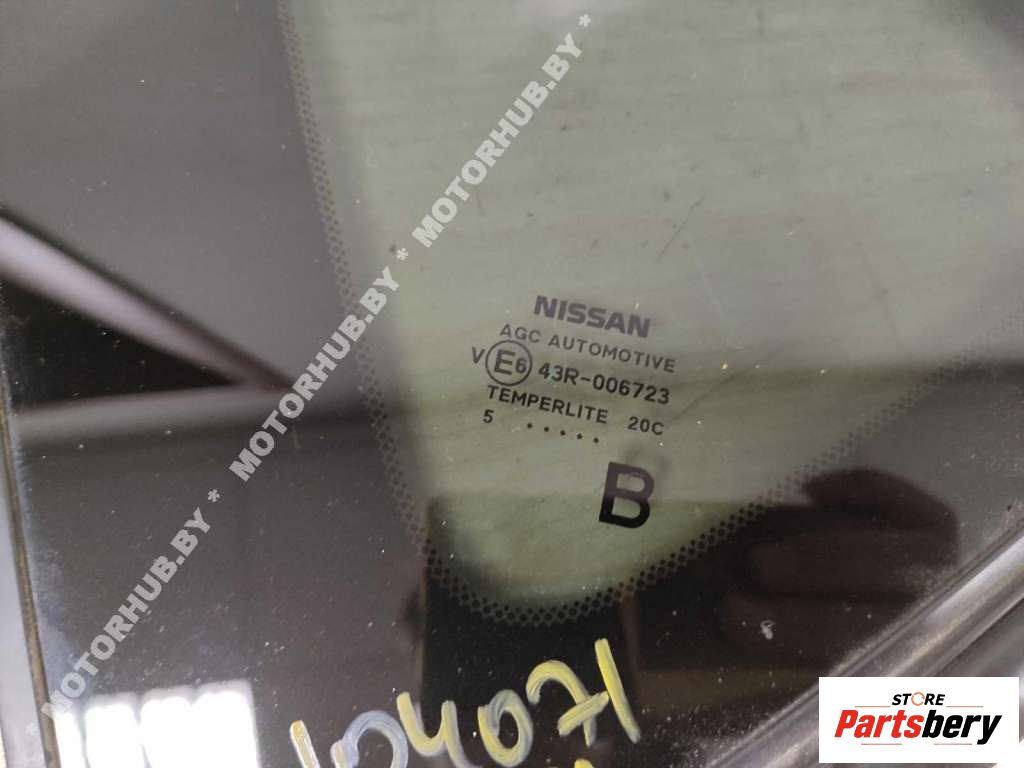 * MOTORHUB.BY * MOTORHUB.BY * MOTORHUB.BY *
NISSAN
AGC AUTOMOTIVE
V E6 43R-006723
TEMPERLITE 20C
5 .....
B
STORE
Partsbery